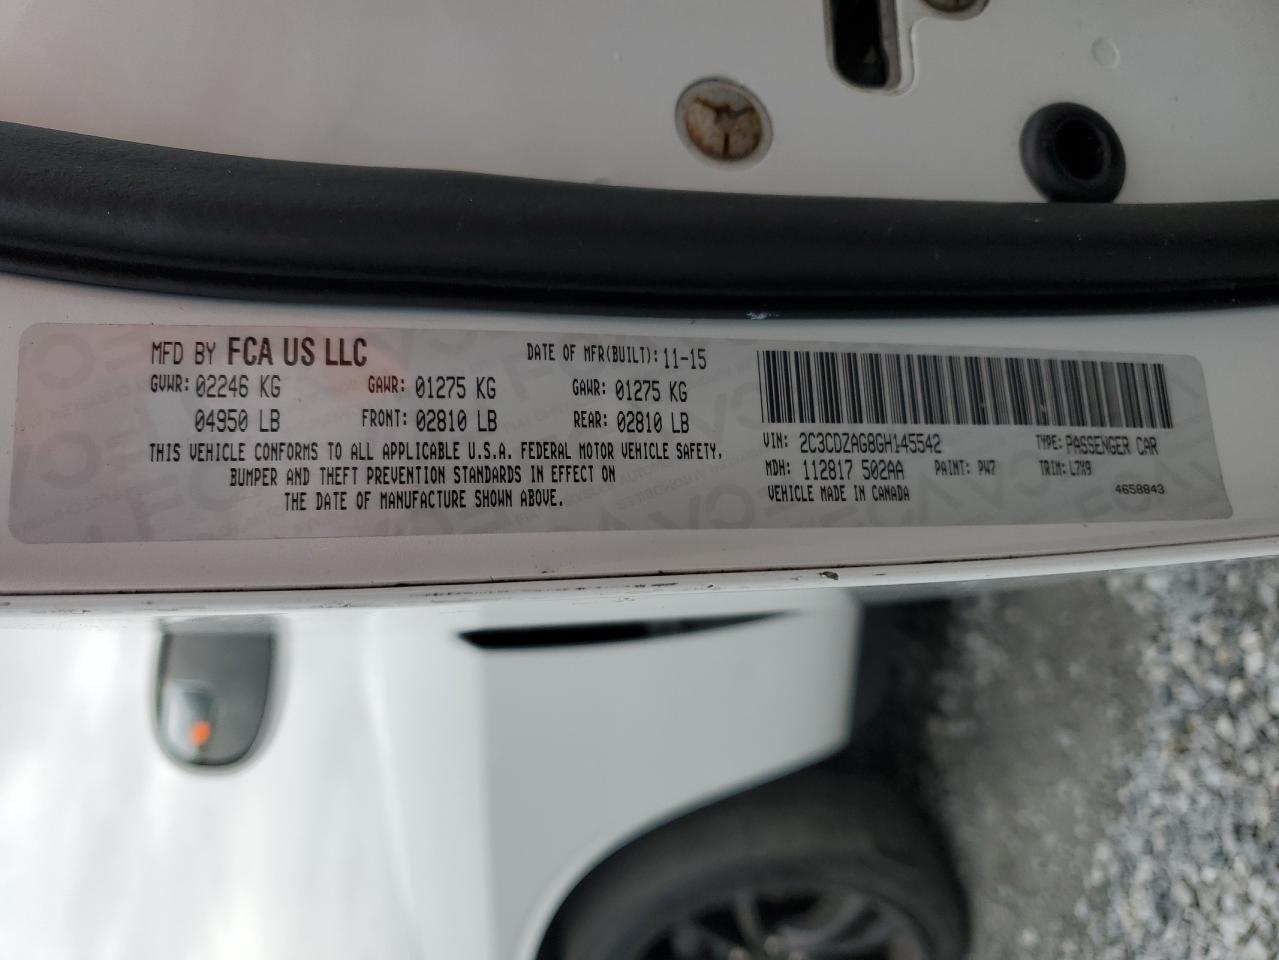 MFD BY FCA US LLC DATE OF MFR(BUILT): 11-15
GVWR: 02246 KG GAWR: 01275 KG GAWR: 01275 KG
04950 LB FRONT: 02810 LB REAR: 02810 LB
THIS VEHICLE CONFORMS TO ALL APPLICABLE U.S.A. FEDERAL MOTOR VEHICLE SAFETY,
BUMPER AND THEFT PREVENTION STANDARDS IN EFFECT ON
THE DATE OF MANUFACTURE SHOWN ABOVE.
VIN: 2C3CDZAG8GH145542 TYPE: PASSENGER CAR
MDH: 112817 502AA PAINT: PW7 TRIM: L7X9
VEHICLE MADE IN CANADA 4658843